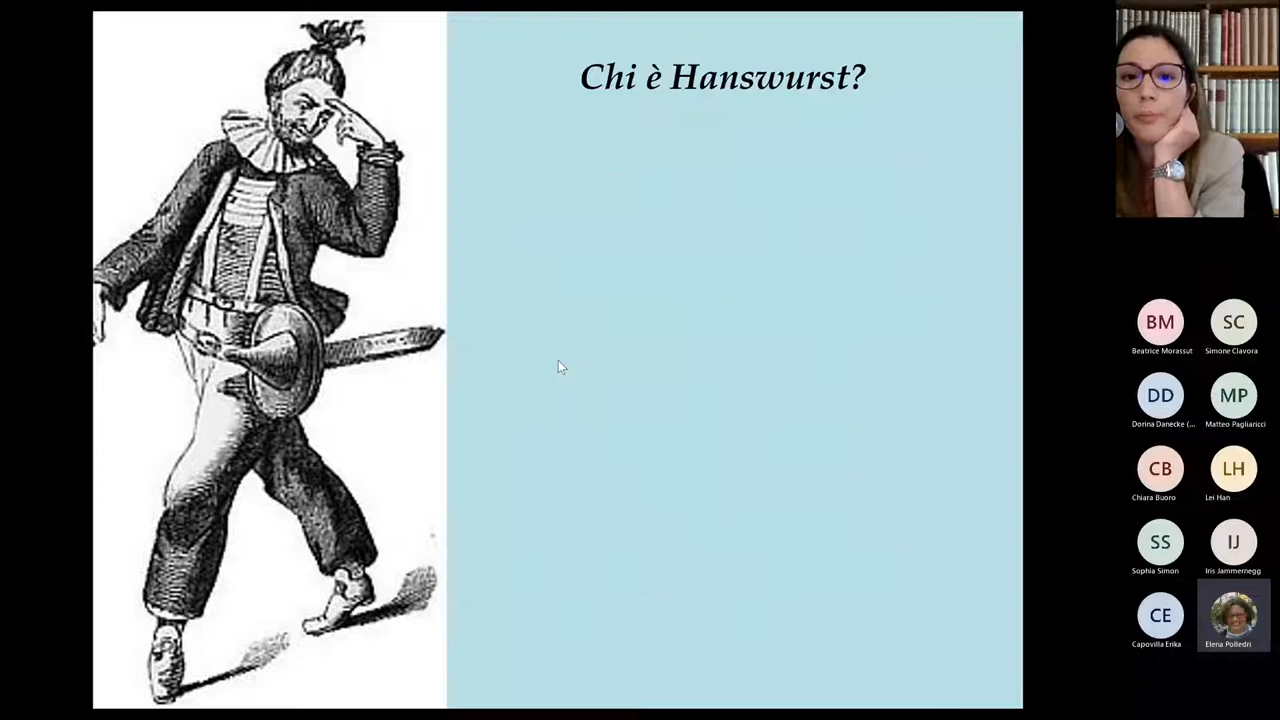 Chi è Hanswurst?
BM
SC
Beatrice Morassut
Simone Clavora
DD
MP
Dorina Danecke (...
Matteo Pagliaricci
CB
LH
Chiara Buoro
Lei Han
SS
IJ
Sophia Simon
Iris Jammernegg
CE
Capovilla Erika
Elena Polledri